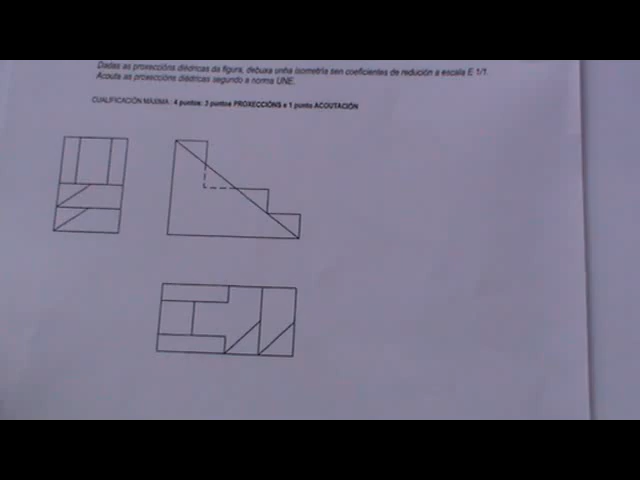 Dadas as proxeccións diédricas da figura, debuxa unha isometría sen coeficientes de redución a escala E 1/1.
Acouta as proxeccións diédricas segundo a norma UNE.
CUALIFICACIÓN MÁXIMA: 4 puntos: 3 puntos PROXECCIÓNS e 1 punto ACOUTACIÓN